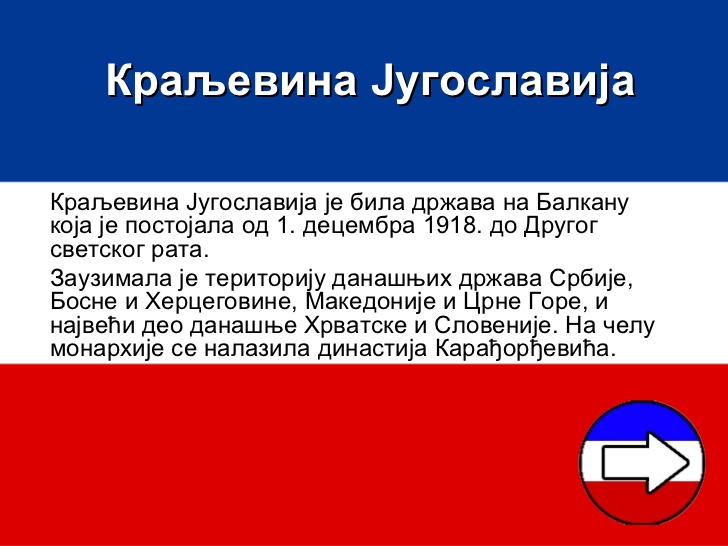 Краљевина Југославија
Краљевина Југославија је била држава на Балкану
која је постојала од 1. децембра 1918. до Другог
светског рата.
Заузимала је територију данашњих држава Србије,
Босне и Херцеговине, Македоније и Црне Горе, и
највећи део данашње Хрватске и Словеније. На челу
монархије се налазила династија Карађорђевића.